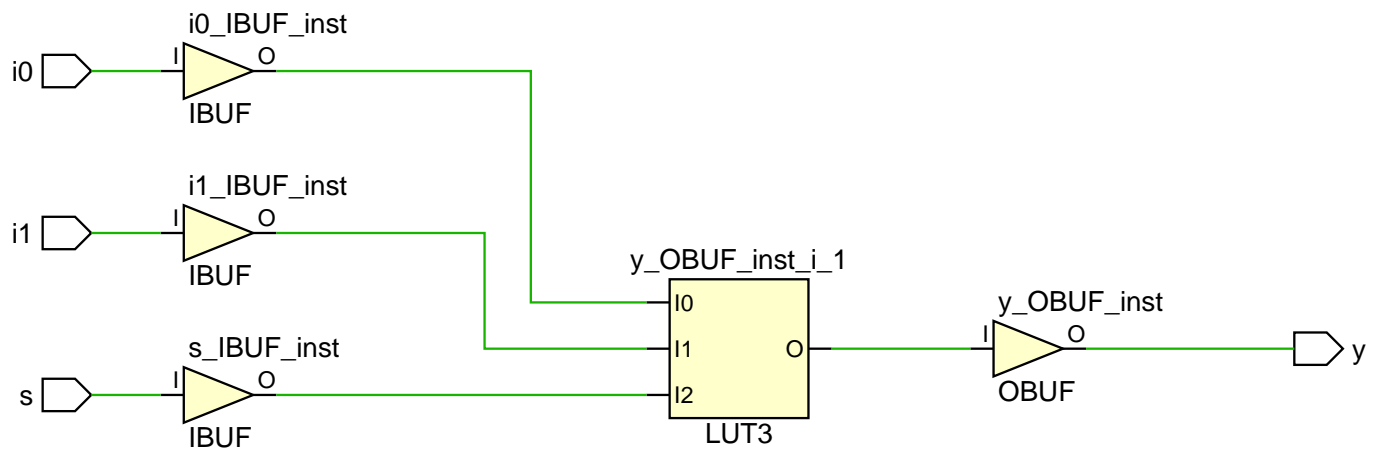 i0_IBUF_inst
i0 I O
IBUF
i1_IBUF_inst
i1 I O
IBUF
y_OBUF_inst_i_1
I0
y_OBUF_inst
s_IBUF_inst
I1 O I O y
OBUF
s I O I2
IBUF
LUT3